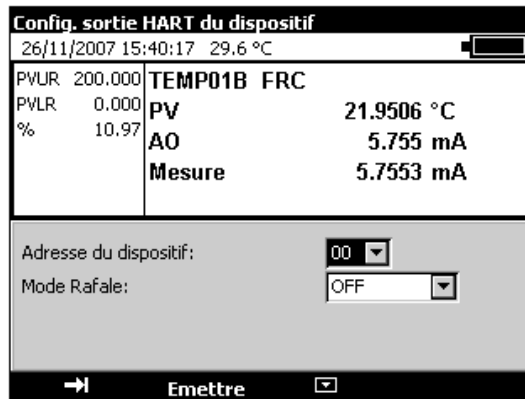 Config. sortie HART du dispositif
26/11/2007 15:40:17 29.6 °C
PVUR 200.000
PVLR 0.000
% 10.97
TEMP01B FRC
PV 21.9506 °C
AO 5.755 mA
Mesure 5.7553 mA
Adresse du dispositif: 00
Mode Rafale: OFF
Emettre